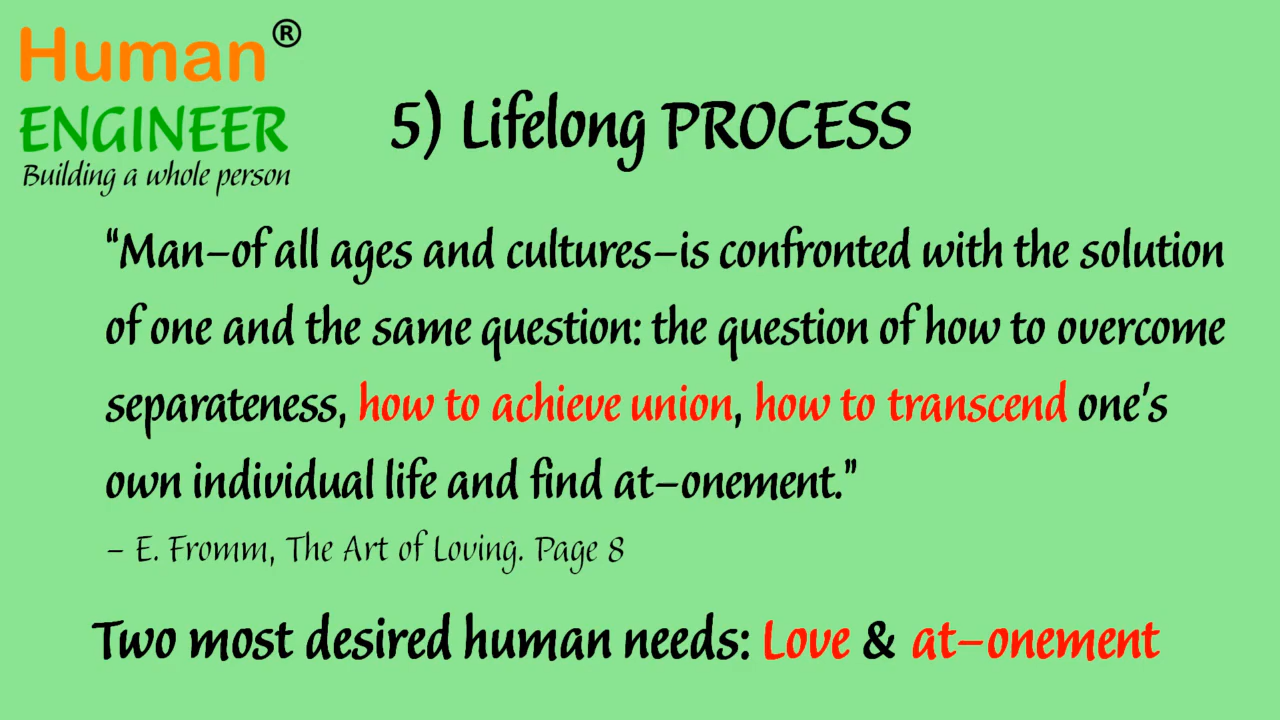 Human®
ENGINEER
Building a whole person
5) Lifelong PROCESS
“Man–of all ages and cultures–is confronted with the solution
of one and the same question: the question of how to overcome
separateness, how to achieve union, how to transcend one's
own individual life and find at–onement.”
– E. Fromm, The Art of Loving. Page 8
Two most desired human needs: Love & at–onement